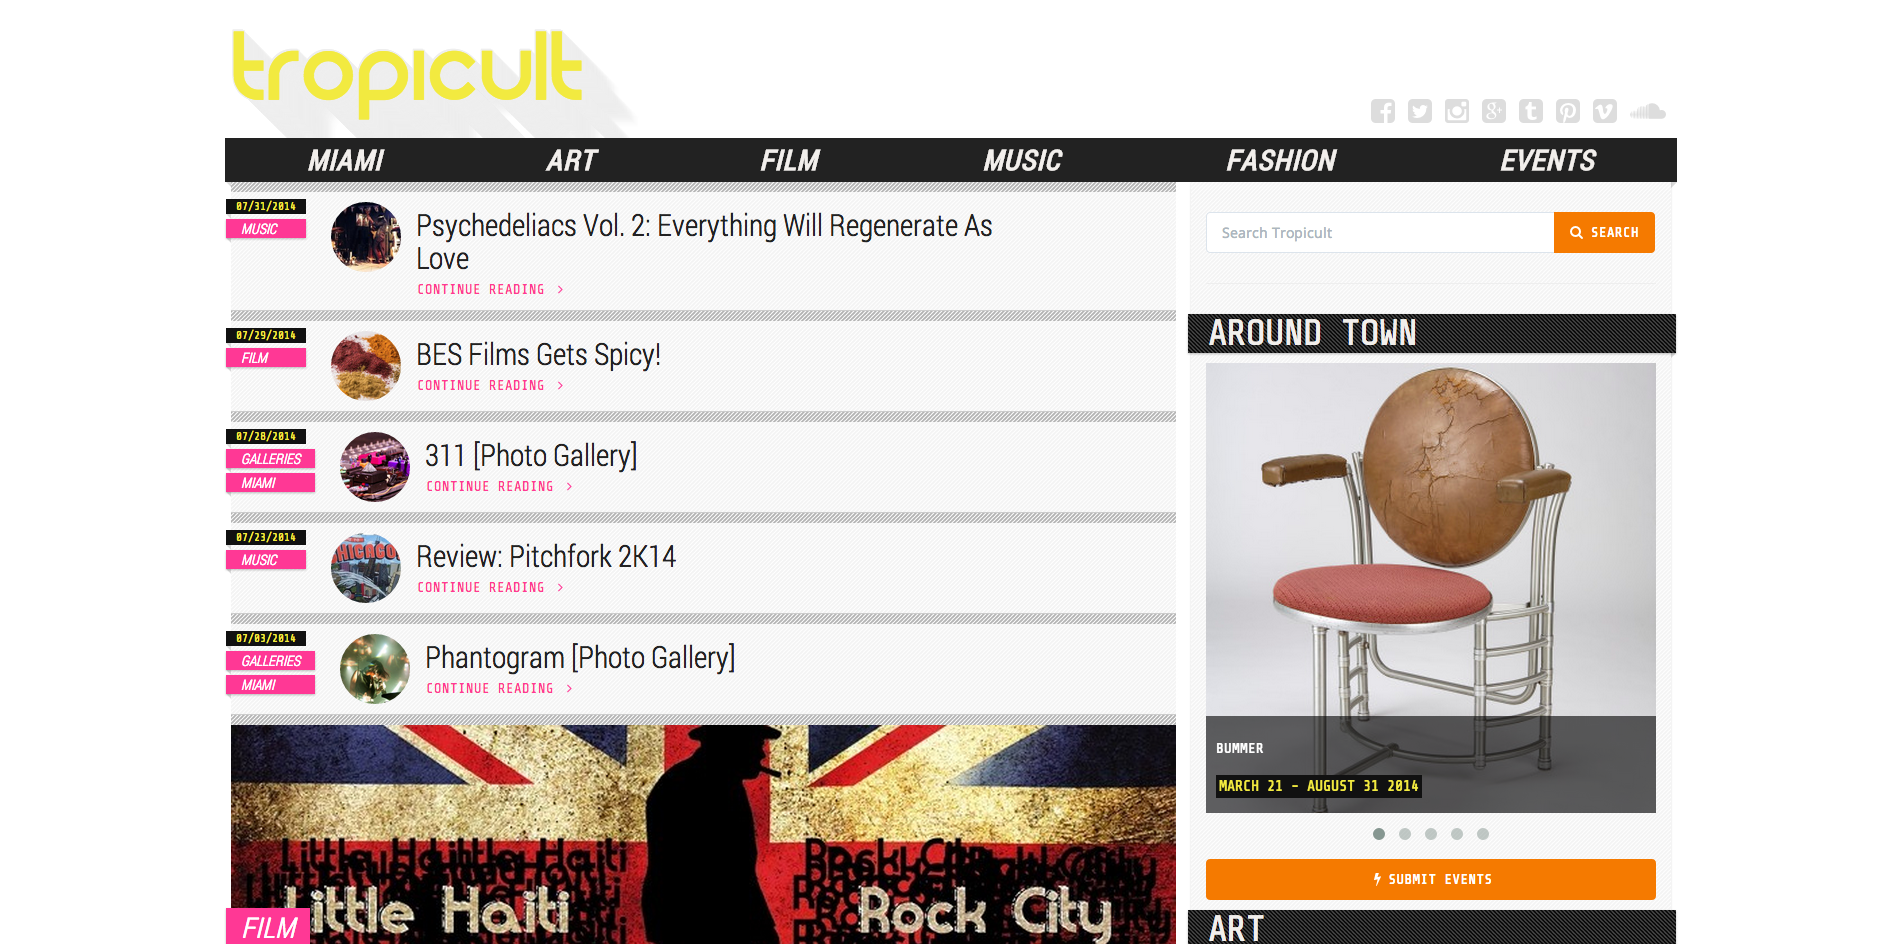 tropicult
MIAMI ART FILM MUSIC FASHION EVENTS
07/31/2014
MUSIC
Psychedeliacs Vol. 2: Everything Will Regenerate As
Love
CONTINUE READING >
07/29/2014
FILM
BES Films Gets Spicy!
CONTINUE READING >
07/28/2014
GALLERIES
MIAMI
311 [Photo Gallery]
CONTINUE READING >
07/23/2014
MUSIC
HICAGO
Review: Pitchfork 2K14
CONTINUE READING >
07/03/2014
GALLERIES
MIAMI
Phantogram [Photo Gallery]
CONTINUE READING >
Little Haiti Rock City
FILM
Search Tropicult
SEARCH
AROUND TOWN
BUMMER
MARCH 21 - AUGUST 31 2014
SUBMIT EVENTS
ART